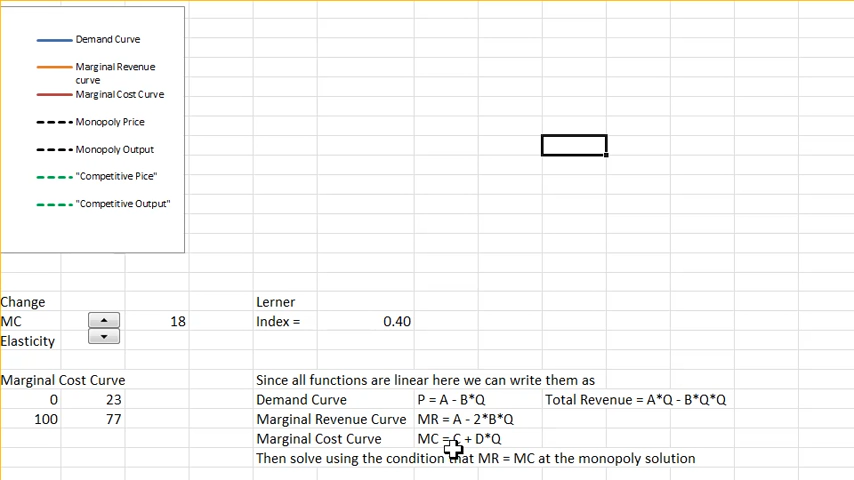 Demand Curve
Marginal Revenue
curve
Marginal Cost Curve
Monopoly Price
Monopoly Output
"Competitive Pice"
"Competitive Output"
Change
MC
Elasticity
18
Lerner
Index = 0.40
Marginal Cost Curve
0 23
100 77
Since all functions are linear here we can write them as
Demand Curve P = A - B*Q Total Revenue = A*Q - B*Q*Q
Marginal Revenue Curve MR = A - 2*B*Q
Marginal Cost Curve MC = C + D*Q
Then solve using the condition that MR = MC at the monopoly solution